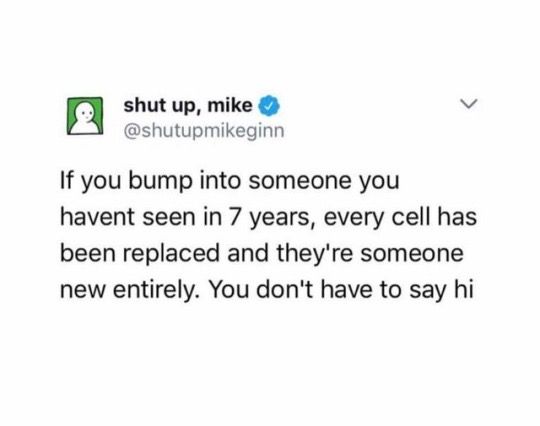 shut up, mike
@shutupmikeginn
If you bump into someone you
havent seen in 7 years, every cell has
been replaced and they're someone
new entirely. You don't have to say hi